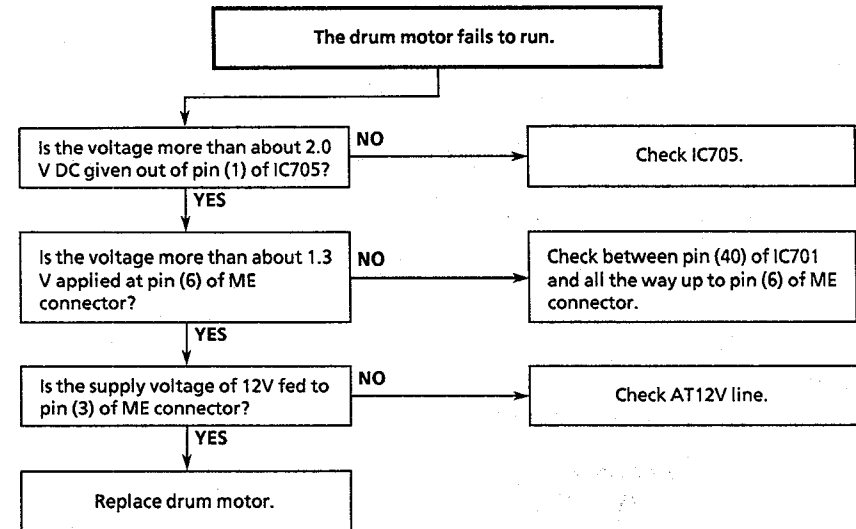 The drum motor fails to run.
Is the voltage more than about 2.0
V DC given out of pin (1) of IC705?
NO
Check IC705.
YES
Is the voltage more than about 1.3
V applied at pin (6) of ME
connector?
NO
Check between pin (40) of IC701
and all the way up to pin (6) of ME
connector.
YES
Is the supply voltage of 12V fed to
pin (3) of ME connector?
NO
Check AT12V line.
YES
Replace drum motor.